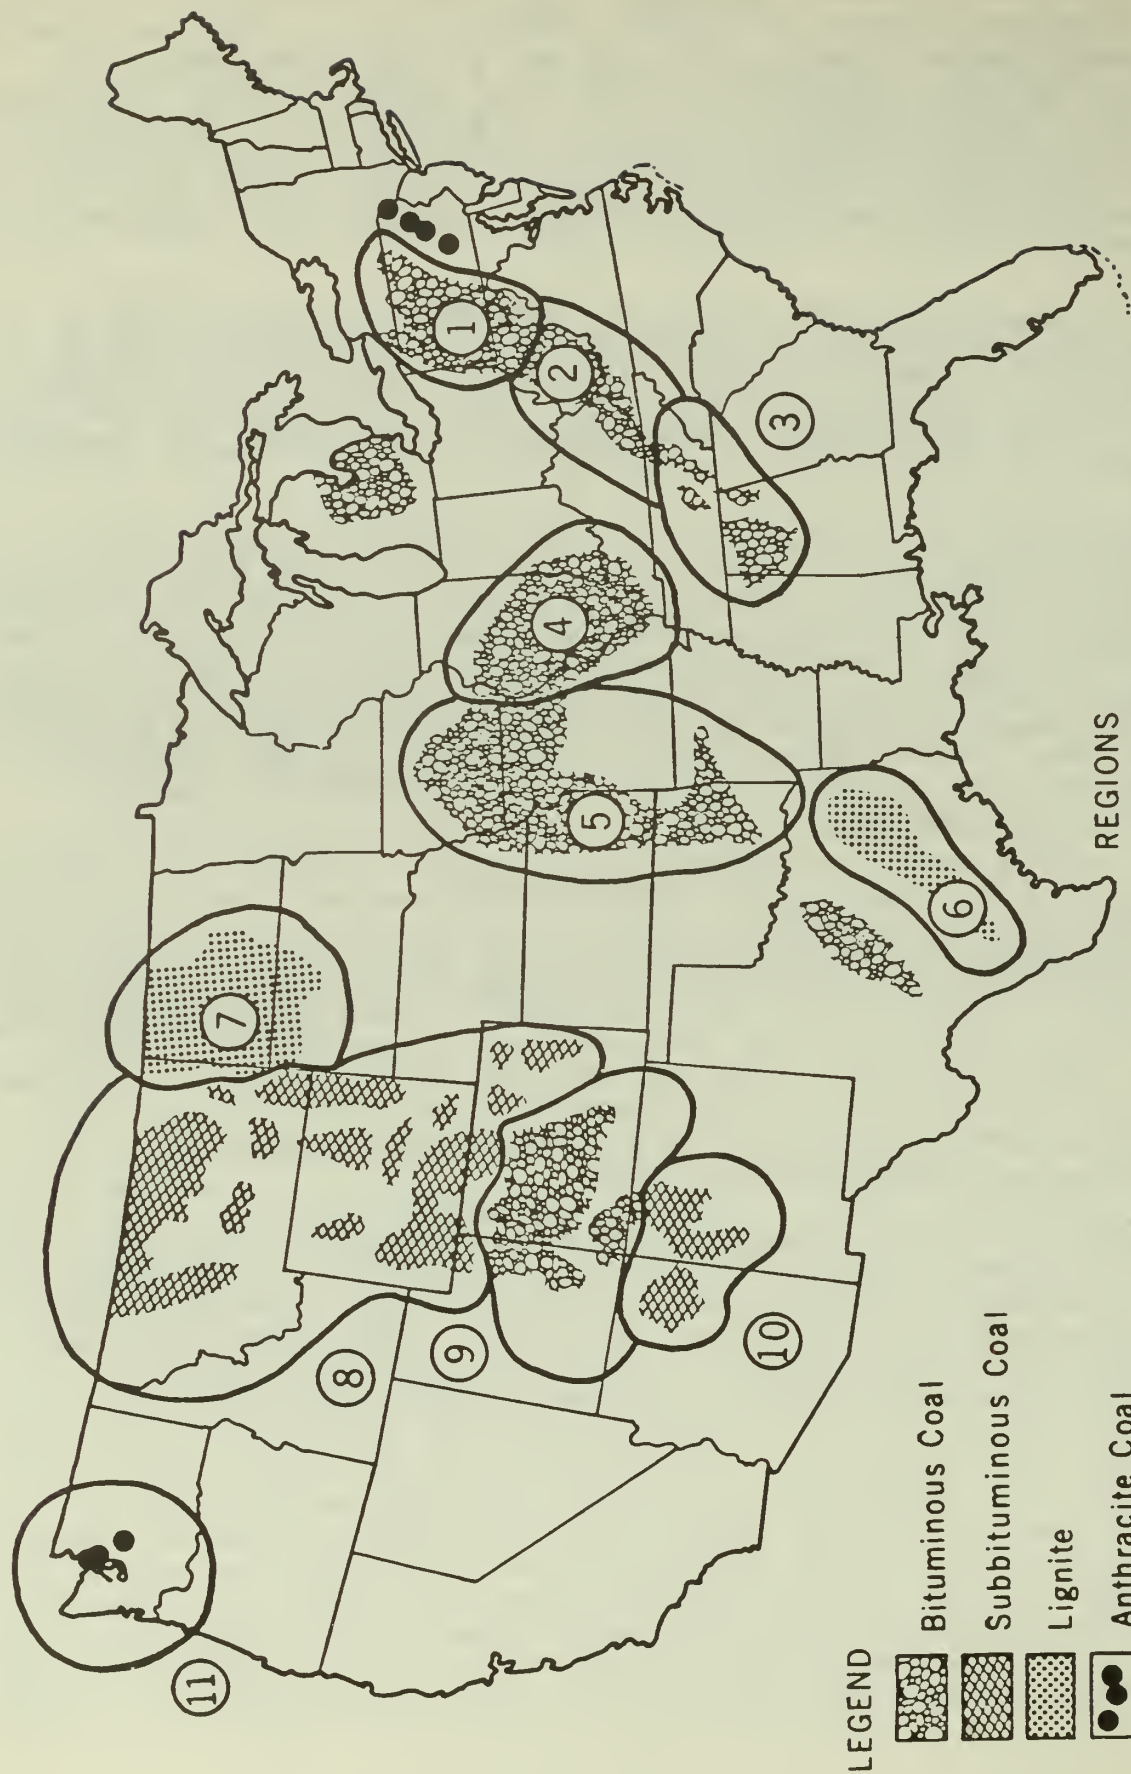 1
2
3
4
5
6
7
8
9
10
11
LEGEND
Bituminous Coal
Subbituminous Coal
Lignite
Anthracite Coal
REGIONS